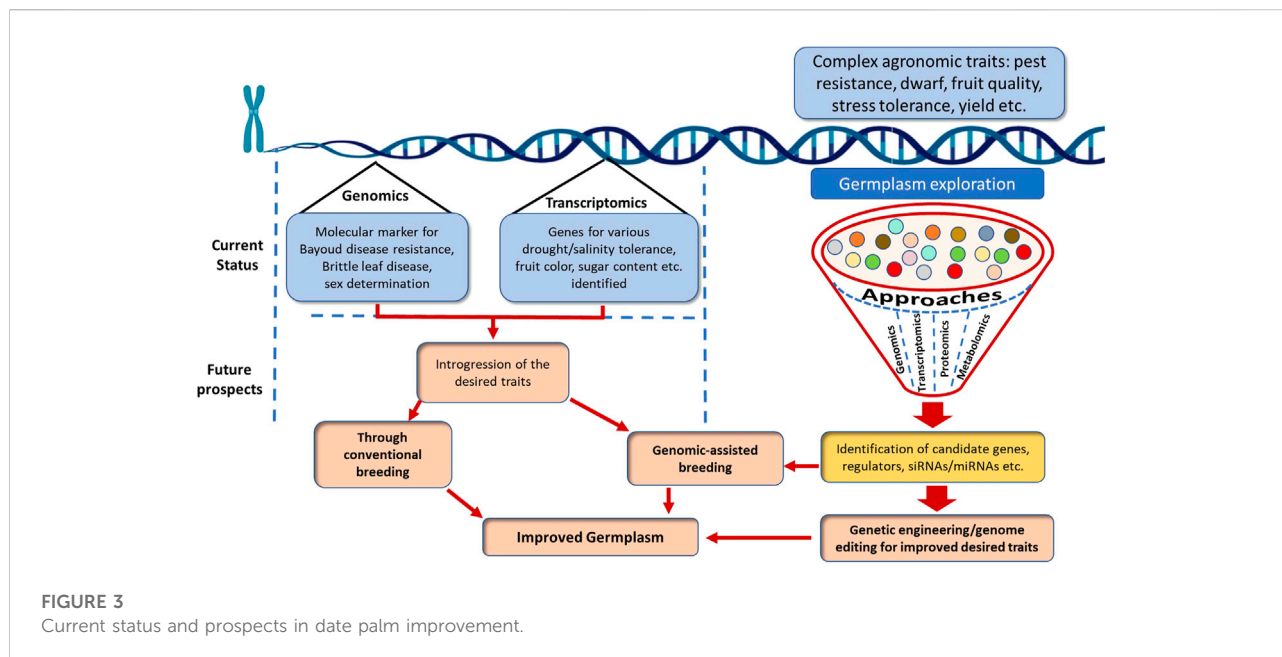 Complex agronomic traits: pest
resistance, dwarf, fruit quality,
stress tolerance, yield etc.
Genomics
Transcriptomics
Germplasm exploration
Current
Status
Molecular marker for
Bayoud disease resistance,
Brittle leaf disease,
sex determination
Genes for various
drought/salinity tolerance,
fruit color, sugar content etc.
identified
Approaches
Genomics
Transcriptomics
Proteomics
Metabolomics
Future
prospects
Introgression of the
desired traits
Through
conventional
breeding
Genomic-assisted
breeding
Identification of candidate genes,
regulators, siRNAs/miRNAs etc.
Improved Germplasm
Genetic engineering/genome
editing for improved desired traits
FIGURE 3
Current status and prospects in date palm improvement.